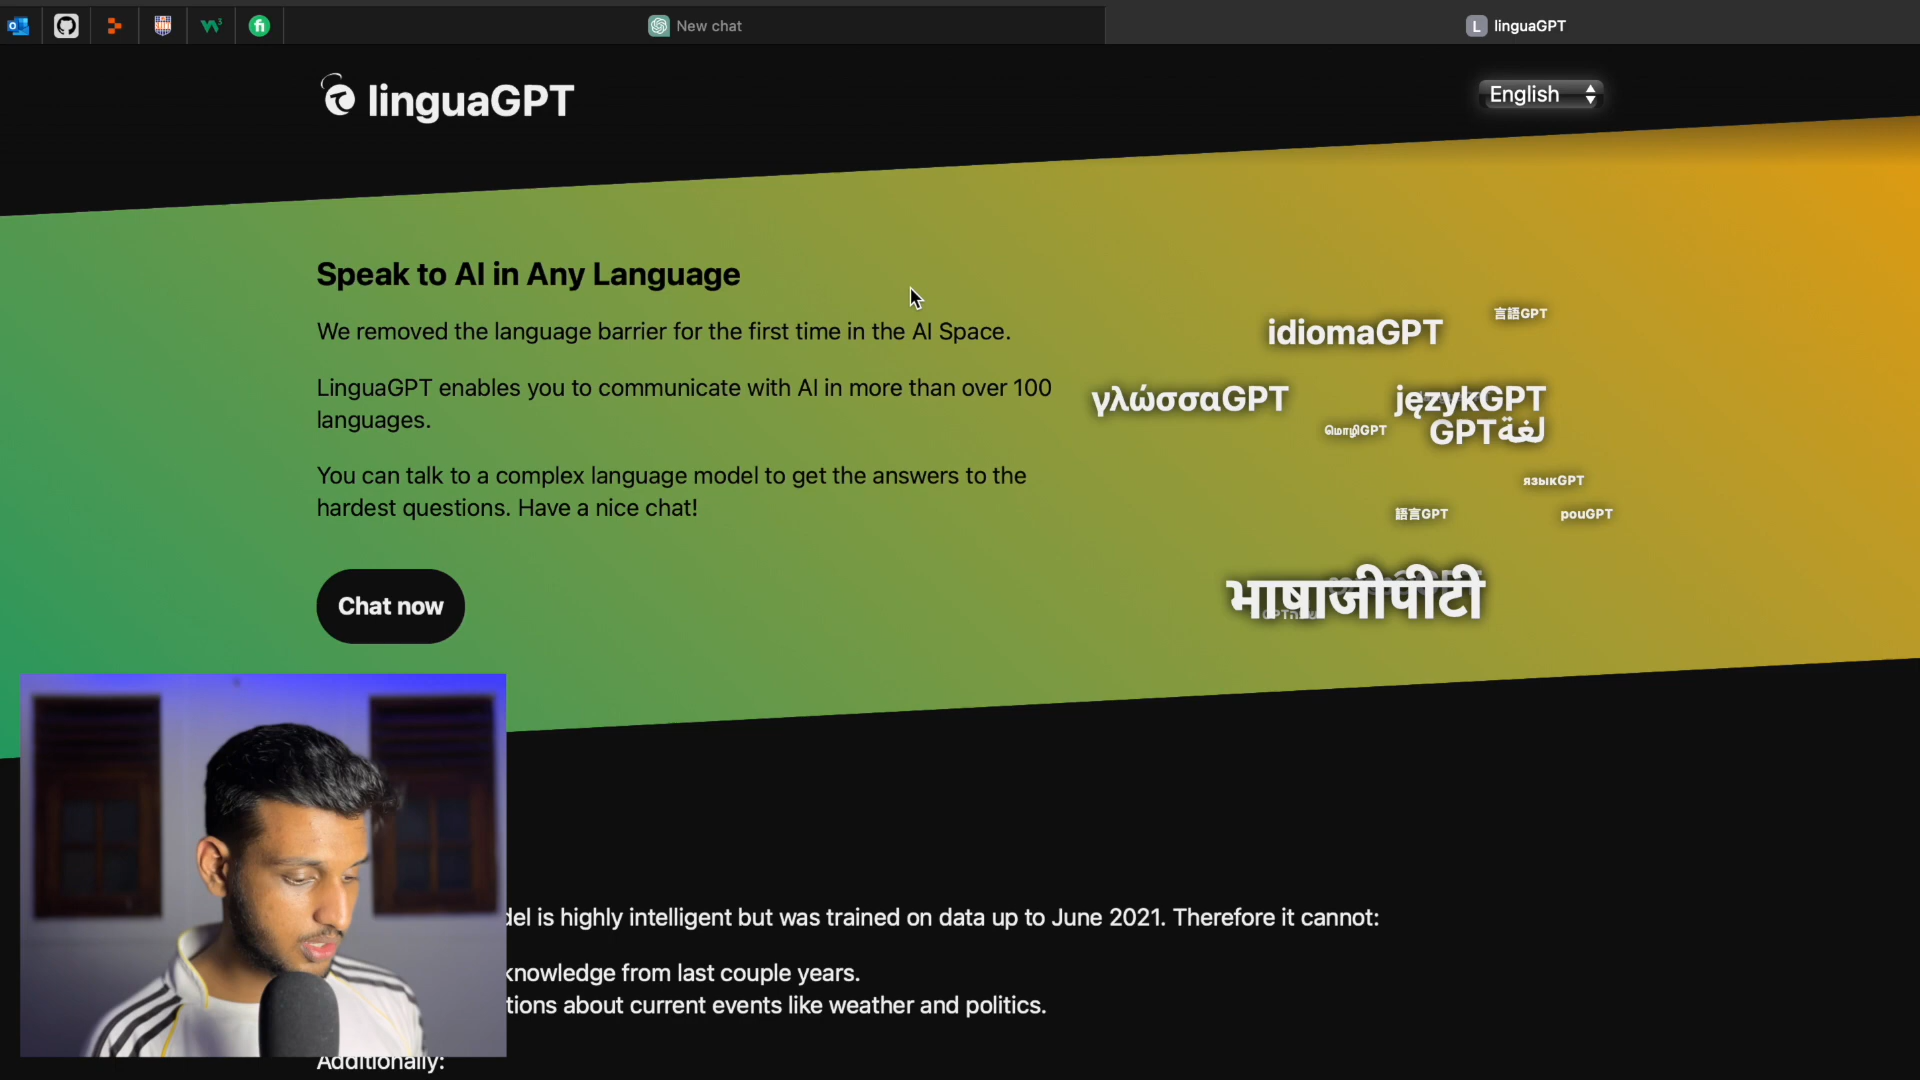 New chat
L linguaGPT
linguaGPT
English
Speak to AI in Any Language
We removed the language barrier for the first time in the AI Space.
LinguaGPT enables you to communicate with AI in more than over 100
languages.
You can talk to a complex language model to get the answers to the
hardest questions. Have a nice chat!
Chat now
idiomaGPT
言語GPT
γλώσσαGPT
językGPT
மொழிGPT
لغةGPT
языкGPT
語言GPT
pouGPT
भाषाजीपीटी
is highly intelligent but was trained on data up to June 2021. Therefore it cannot:
knowledge from last couple years.
about current events like weather and politics.
Additionally: